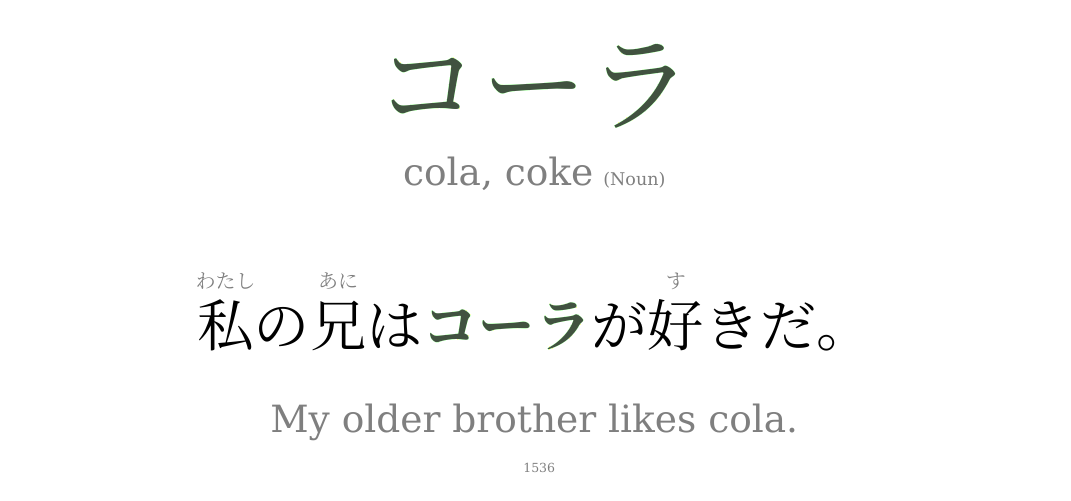 コーラ
cola, coke (Noun)
わたし あに す
私の兄はコーラが好きだ。
My older brother likes cola.
1536